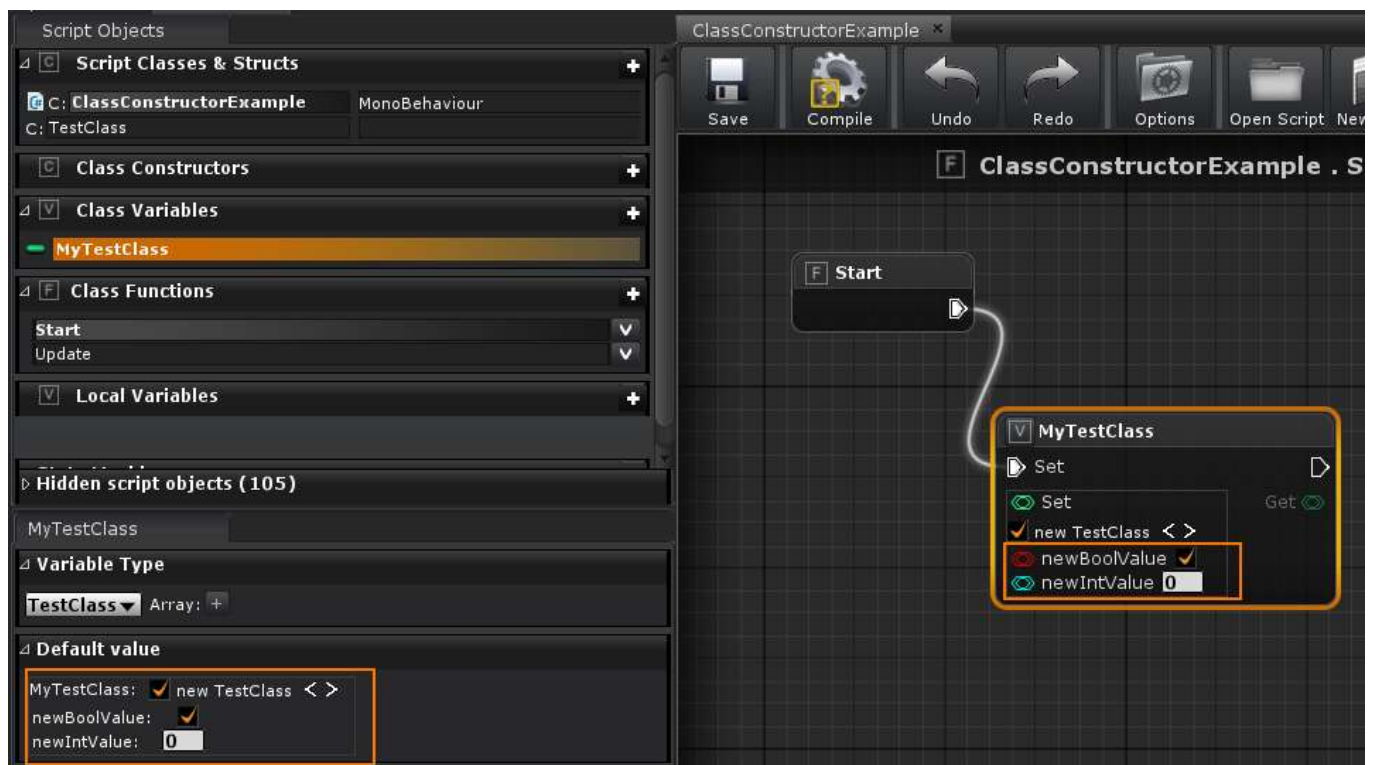 Script Objects
Script Classes & Structs
C: ClassConstructorExample MonoBehaviour
C: TestClass
Class Constructors
Class Variables
MyTestClass
Class Functions
Start
Update
Local Variables
Hidden script objects (105)
MyTestClass
Variable Type
TestClass Array: +
Default value
MyTestClass: new TestClass < >
newBoolValue:
newIntValue: 0
ClassConstructorExample ×
Save Compile Undo Redo Options Open Script New
F ClassConstructorExample . S
F Start
V MyTestClass
Set
Set Get
new TestClass < >
newBoolValue
newIntValue 0